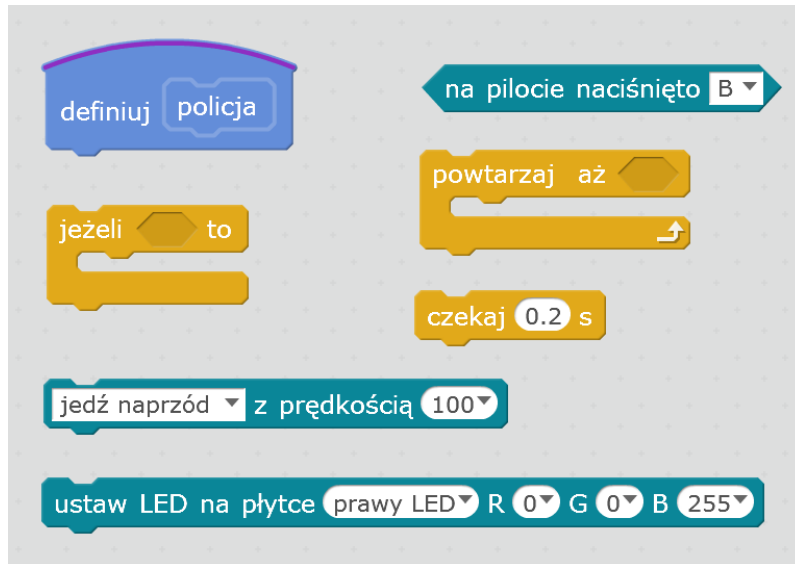 definiuj policja
na pilocie naciśnięto B
powtarzaj aż
jeżeli to
czekaj 0.2 s
jedź naprzód z prędkością 100
ustaw LED na płytce prawy LED R 0 G 0 B 255